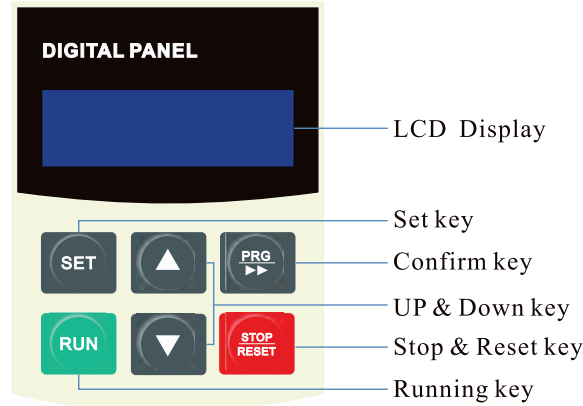 DIGITAL PANEL
LCD Display
Set key
SET
PRG
Confirm key
UP & Down key
RUN
STOP
RESET
Stop & Reset key
Running key